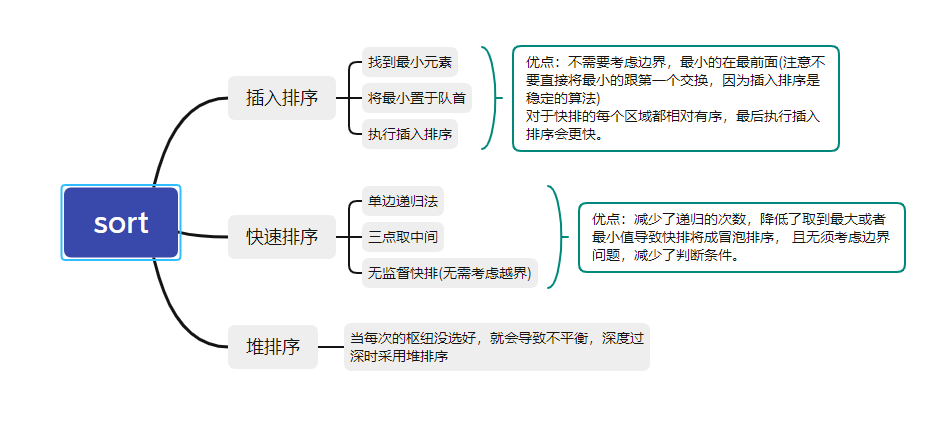 sort
插入排序
找到最小元素
将最小置于队首
执行插入排序
优点：不需要考虑边界，最小的在最前面(注意不
要直接将最小的跟第一个交换，因为插入排序是
稳定的算法)
对于快排的每个区域都相对有序，最后执行插入
排序会更快。
快速排序
单边递归法
三点取中间
无监督快排(无需考虑越界)
优点：减少了递归的次数，降低了取到最大或者
最小值导致快排将成冒泡排序， 且无须考虑边界
问题，减少了判断条件。
堆排序
当每次的枢纽没选好，就会导致不平衡，深度过
深时采用堆排序